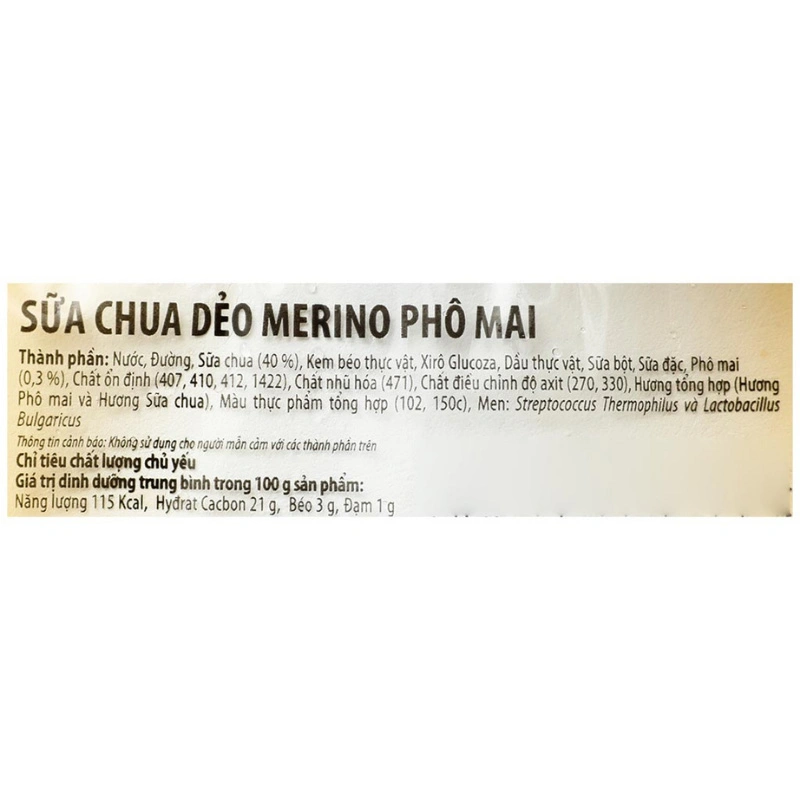 SỮA CHUA DẺO MERINO PHÔ MAI
Thành phần: Nước, Đường, Sữa chua (40 %), Kem béo thực vật, Xirô Glucoza, Dầu thực vật, Sữa bột, Sữa đặc, Phô mai
(0,3 %), Chất ổn định (407, 410, 412, 1422), Chất nhũ hóa (471), Chất điều chỉnh độ axit (270, 330), Hương tổng hợp (Hương
Phô mai và Hương Sữa chua), Màu thực phẩm tổng hợp (102, 150c), Men: Streptococcus Thermophilus và Lactobacillus
Bulgaricus
Thông tin cảnh báo: Không sử dụng cho người mẫn cảm với các thành phần trên
Chỉ tiêu chất lượng chủ yếu
Giá trị dinh dưỡng trung bình trong 100 g sản phẩm:
Năng lượng 115 Kcal, Hyđrat Cacbon 21 g, Béo 3 g, Đạm 1 g